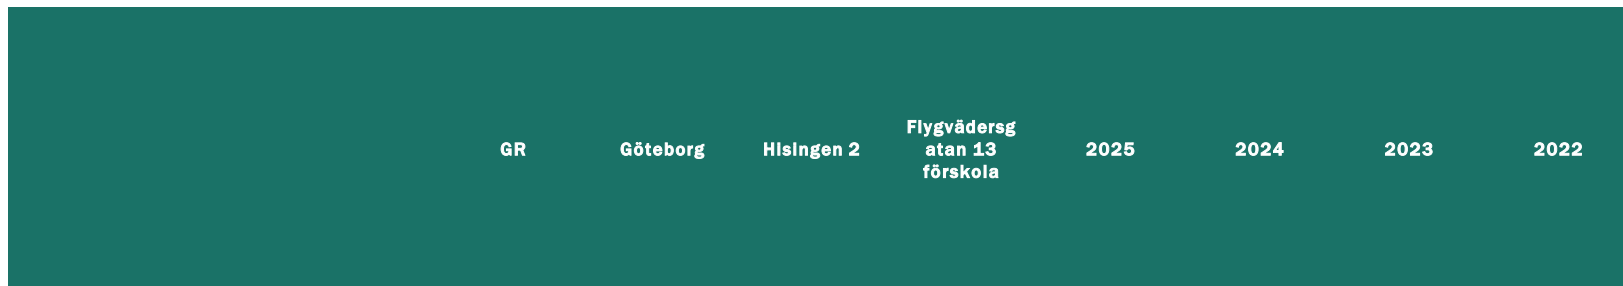 GR Göteborg Hisingen 2 Flygvädersg
atan 13
förskola 2025 2024 2023 2022